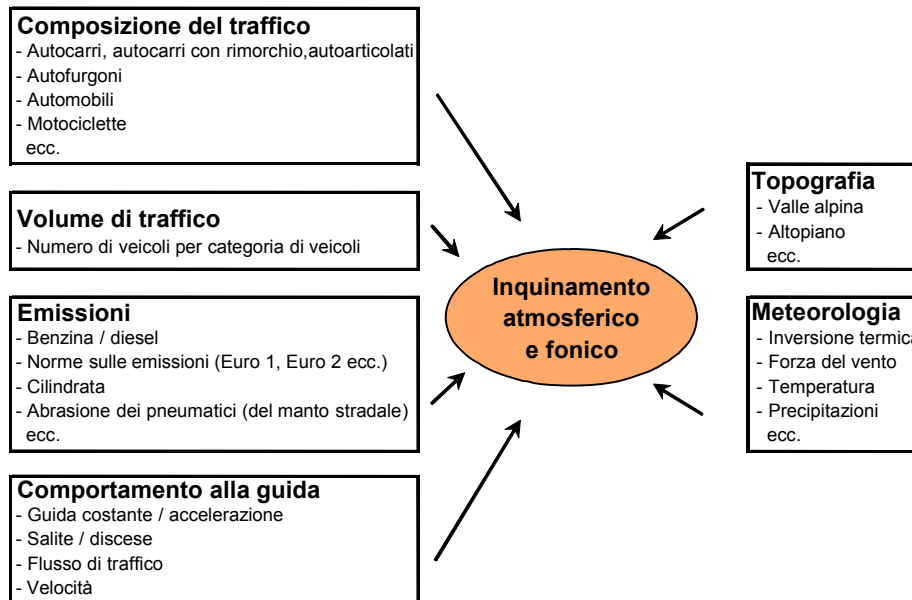 Composizione del traffico
- Autocarri, autocarri con rimorchio,autoarticolati
- Autofurgoni
- Automobili
- Motociclette
ecc.
Volume di traffico
- Numero di veicoli per categoria di veicoli
Emissioni
- Benzina / diesel
- Norme sulle emissioni (Euro 1, Euro 2 ecc.)
- Cilindrata
- Abrasione dei pneumatici (del manto stradale)
ecc.
Comportamento alla guida
- Guida costante / accelerazione
- Salite / discese
- Flusso di traffico
- Velocità
Inquinamento
atmosferico
e fonico
Topografia
- Valle alpina
- Altopiano
ecc.
Meteorologia
- Inversione termica
- Forza del vento
- Temperatura
- Precipitazioni
ecc.